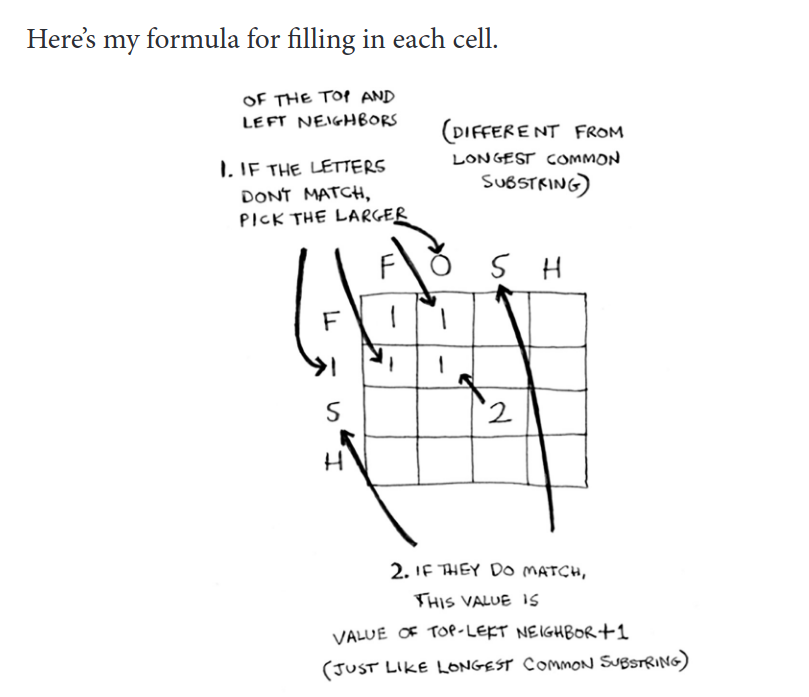 Here's my formula for filling in each cell.
OF THE TOP AND
LEFT NEIGHBORS
(DIFFERENT FROM
LONGEST COMMON
SUBSTRING)
1. IF THE LETTERS
DON'T MATCH,
PICK THE LARGER
F O S H
F 1 1
I 1 1
S 2
H
2. IF THEY DO MATCH,
THIS VALUE IS
VALUE OF TOP-LEFT NEIGHBOR+1
(JUST LIKE LONGEST COMMON SUBSTRING)